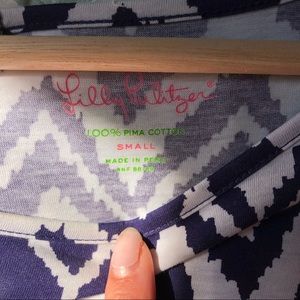 Lilly Pulitzer
100% PIMA COTTON
SMALL
MADE IN PERU